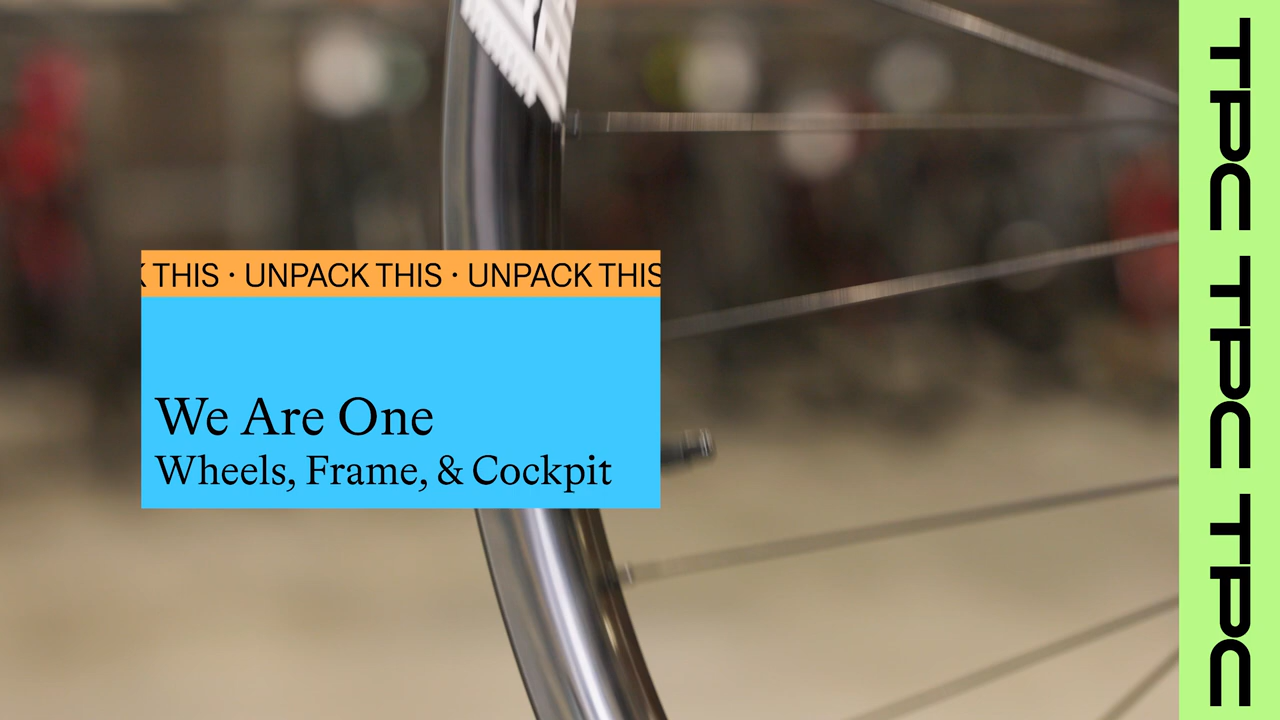 K THIS · UNPACK THIS · UNPACK THIS
We Are One
Wheels, Frame, & Cockpit
TPC TPC TPC